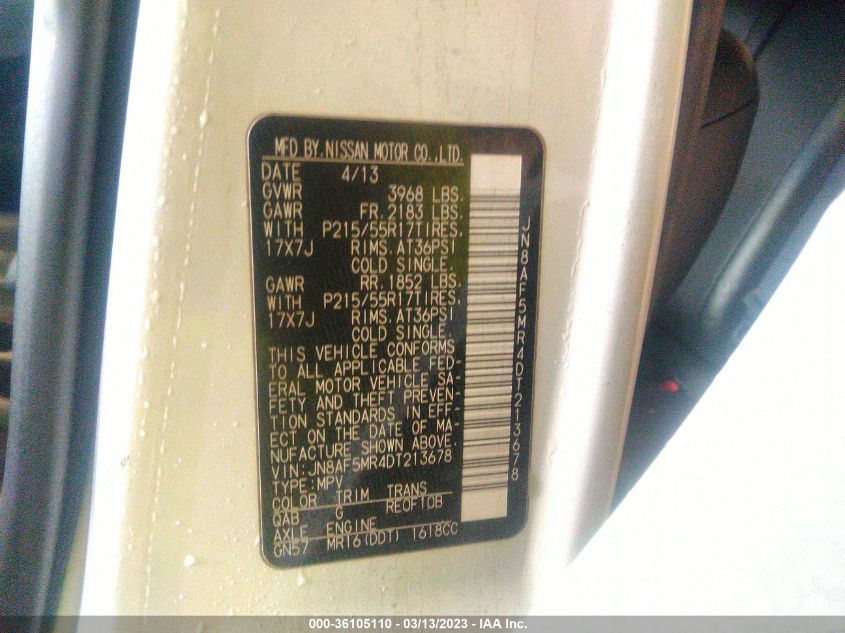 MFD BY.NISSAN MOTOR CO.,LTD.
DATE 4/13
GVWR 3968 LBS.
GAWR FR.2183 LBS.
WITH P215/55R17TIRES.
17X7J RIMS.AT36PSI
COLD SINGLE.
GAWR RR.1852 LBS.
WITH P215/55R17TIRES.
17X7J RIMS.AT36PSI
COLD SINGLE.
THIS VEHICLE CONFORMS
TO ALL APPLICABLE FED-
ERAL MOTOR VEHICLE SA-
FETY AND THEFT PREVEN-
TION STANDARDS IN EFF-
ECT ON THE DATE OF MA-
NUFACTURE SHOWN ABOVE.
VIN:JN8AF5MR4DT213678
TYPE:MPV
COLOR TRIM TRANS
QAB G RE0F10B
AXLE ENGINE
GN57 MR16(DDT) 1618CC
JN8AF5MR4DT213678
000-36105110 - 03/13/2023 - IAA Inc.